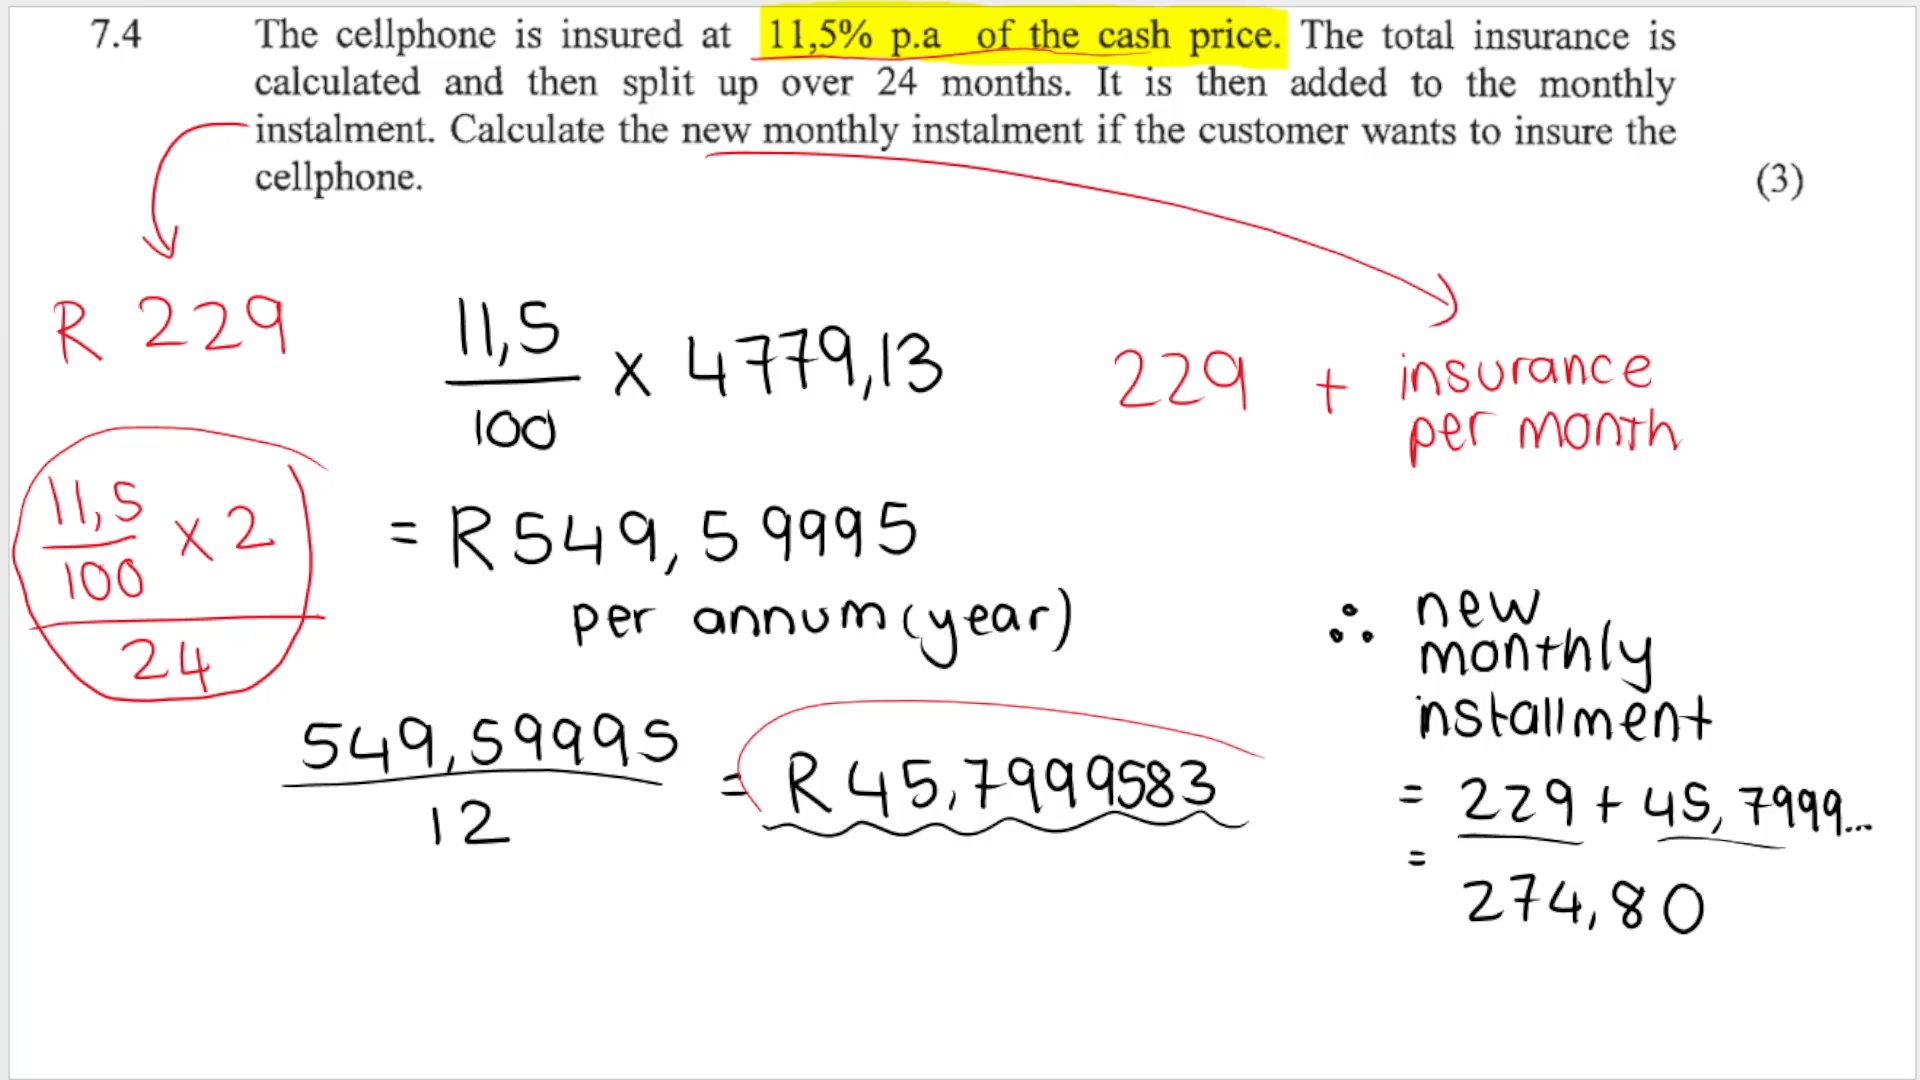 7.4 The cellphone is insured at 11,5% p.a of the cash price. The total insurance is
calculated and then split up over 24 months. It is then added to the monthly
instalment. Calculate the new monthly instalment if the customer wants to insure the
cellphone. (3)
R 229
11,5
100
× 4779,13
229 + insurance
per month
11,5
100
× 2
24
= R549,59995
per annum (year)
549,59995
12
= R 45,7999583
∴ new
monthly
installment
= 229 + 45,7999...
=
274,80